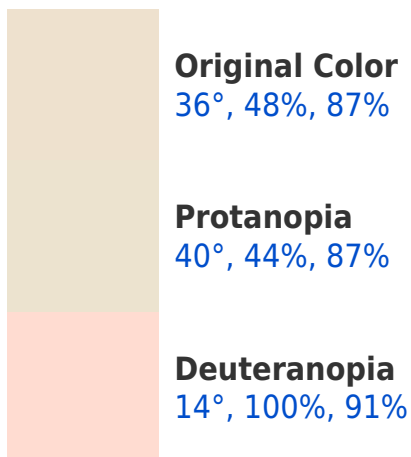 Original Color
36°, 48%, 87%
Protanopia
40°, 44%, 87%
Deuteranopia
14°, 100%, 91%